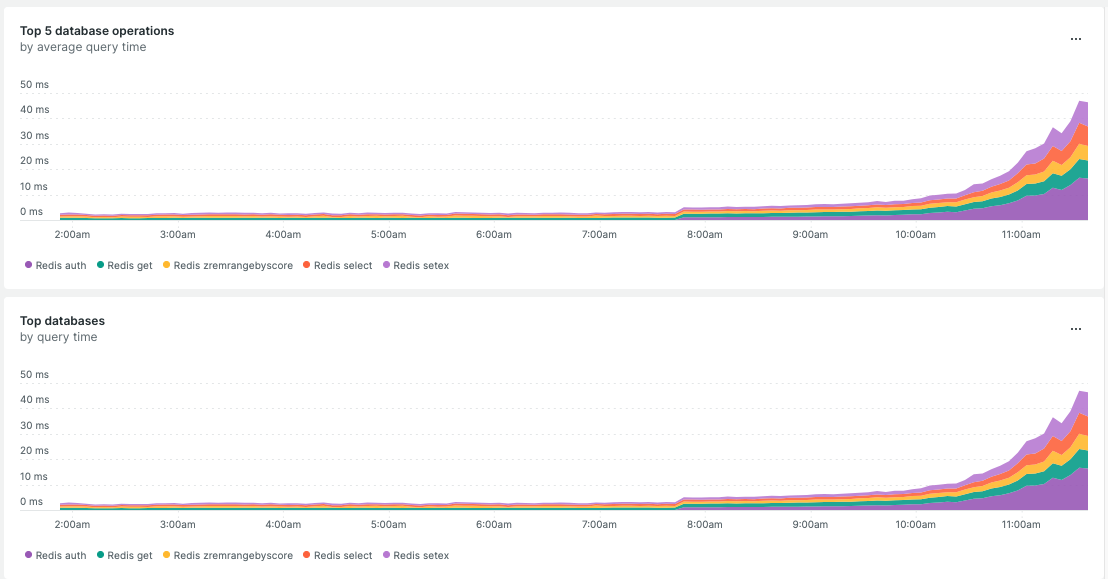 Top 5 database operations
by average query time
...
50 ms
40 ms
30 ms
20 ms
10 ms
0 ms
2:00am 3:00am 4:00am 5:00am 6:00am 7:00am 8:00am 9:00am 10:00am 11:00am
Redis auth Redis get Redis zremrangebyscore Redis select Redis setex
Top databases
by query time
...
50 ms
40 ms
30 ms
20 ms
10 ms
0 ms
2:00am 3:00am 4:00am 5:00am 6:00am 7:00am 8:00am 9:00am 10:00am 11:00am
Redis auth Redis get Redis zremrangebyscore Redis select Redis setex